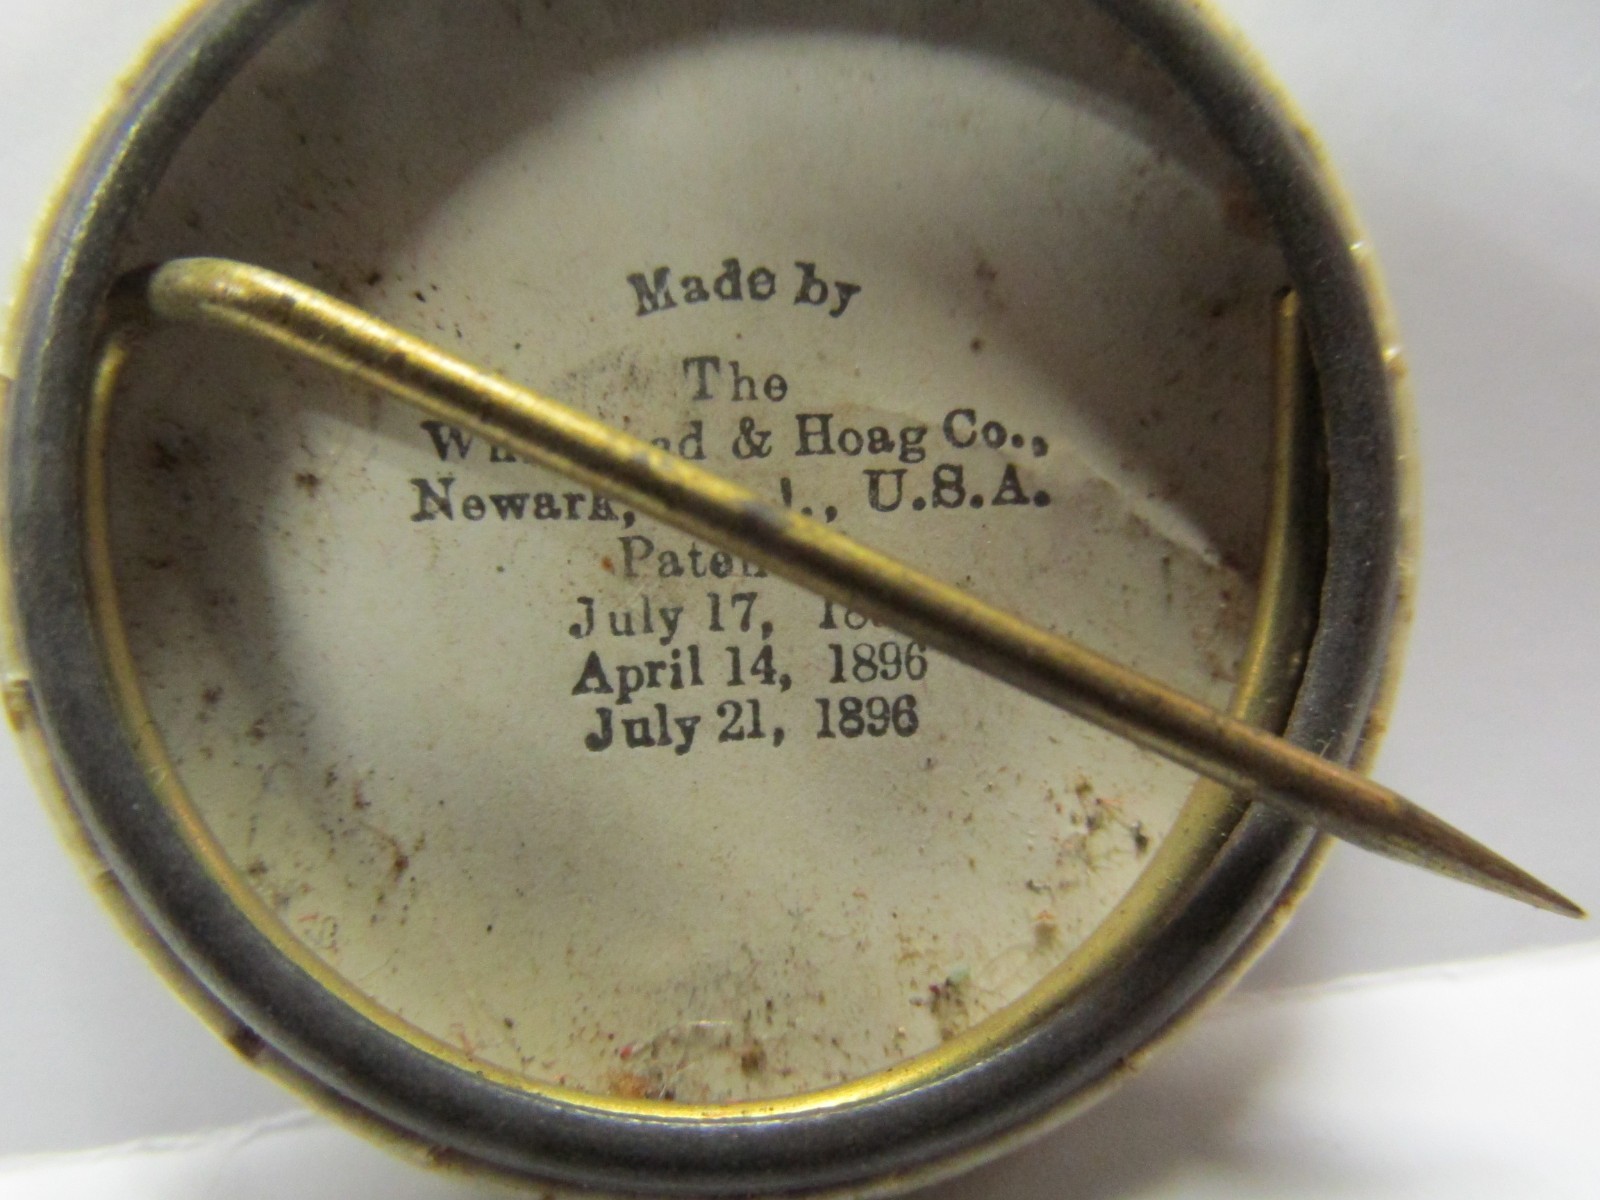 Made by
The
& Hoag Co.,
Newark, U.S.A.
July 17,
April 14, 1896
July 21, 1896